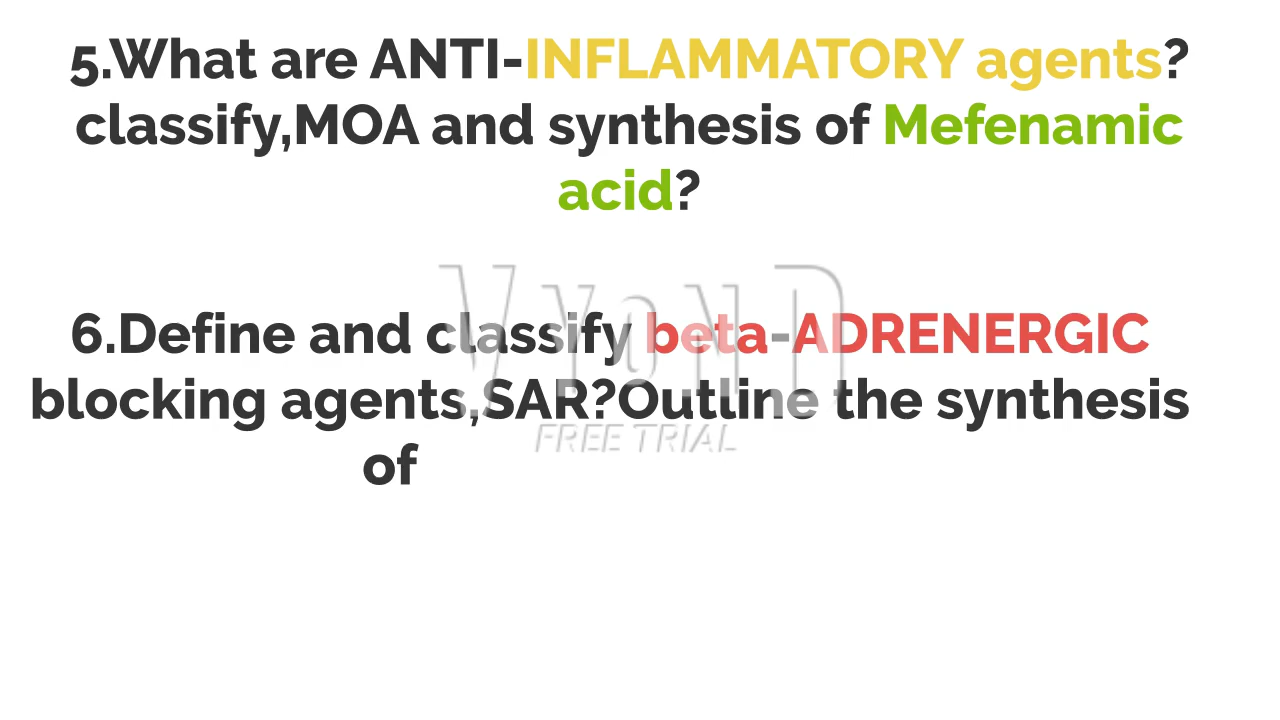 5.What are ANTI-INFLAMMATORY agents?
classify,MOA and synthesis of Mefenamic
acid?
6.Define and classify beta-ADRENERGIC
blocking agents,SAR?Outline the synthesis
of
Vyond
FREE TRIAL